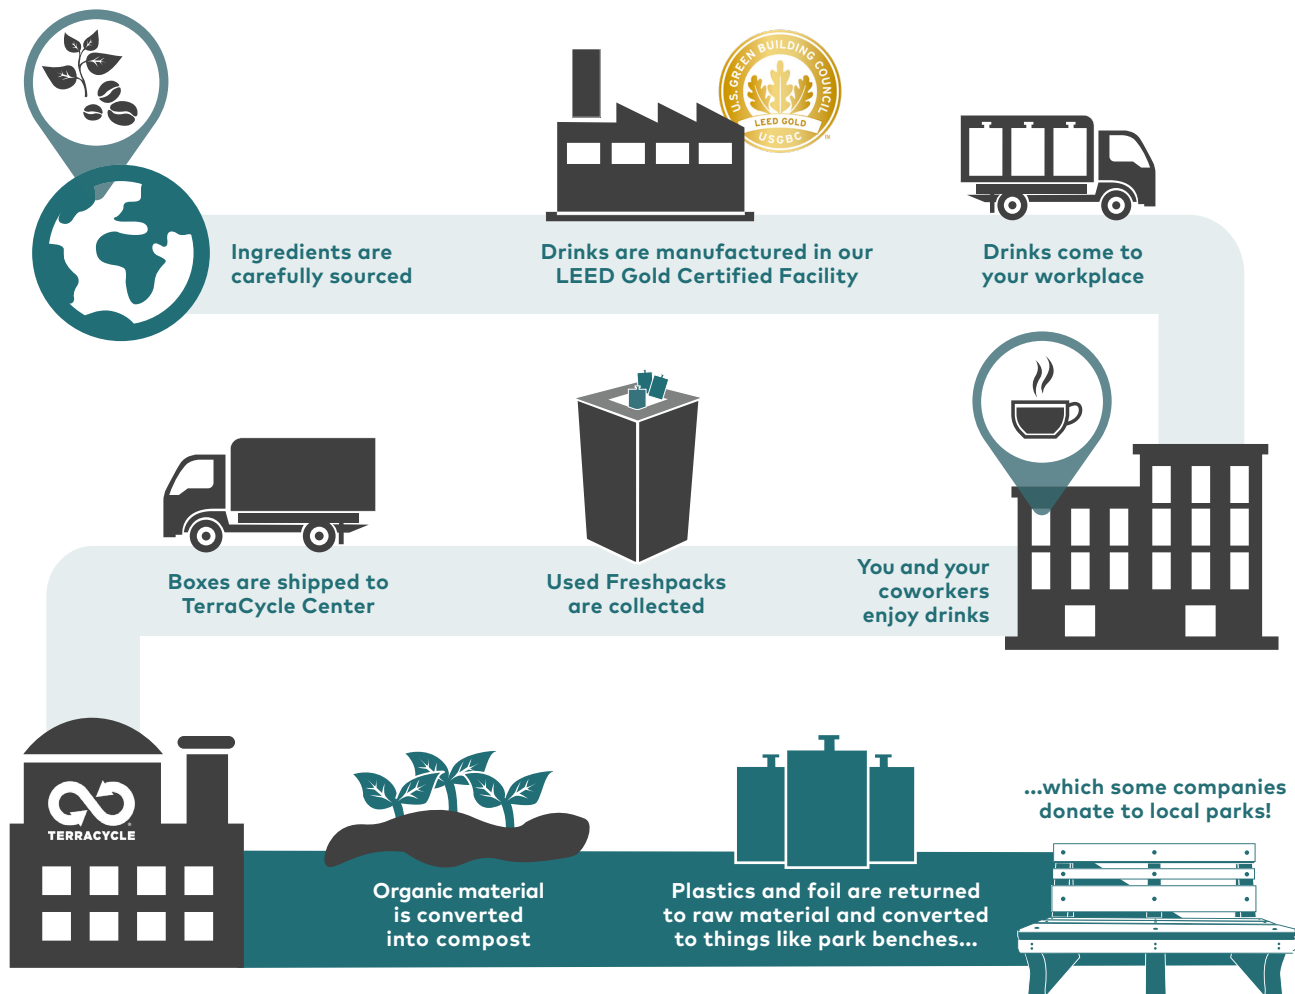 U.S. GREEN BUILDING COUNCIL
LEED GOLD
USGBC
TM
Ingredients are
carefully sourced
Drinks are manufactured in our
LEED Gold Certified Facility
Drinks come to
your workplace
Boxes are shipped to
TerraCycle Center
Used Freshpacks
are collected
You and your
coworkers
enjoy drinks
TERRACYCLE
®
Organic material
is converted
into compost
Plastics and foil are returned
to raw material and converted
to things like park benches...
...which some companies
donate to local parks!